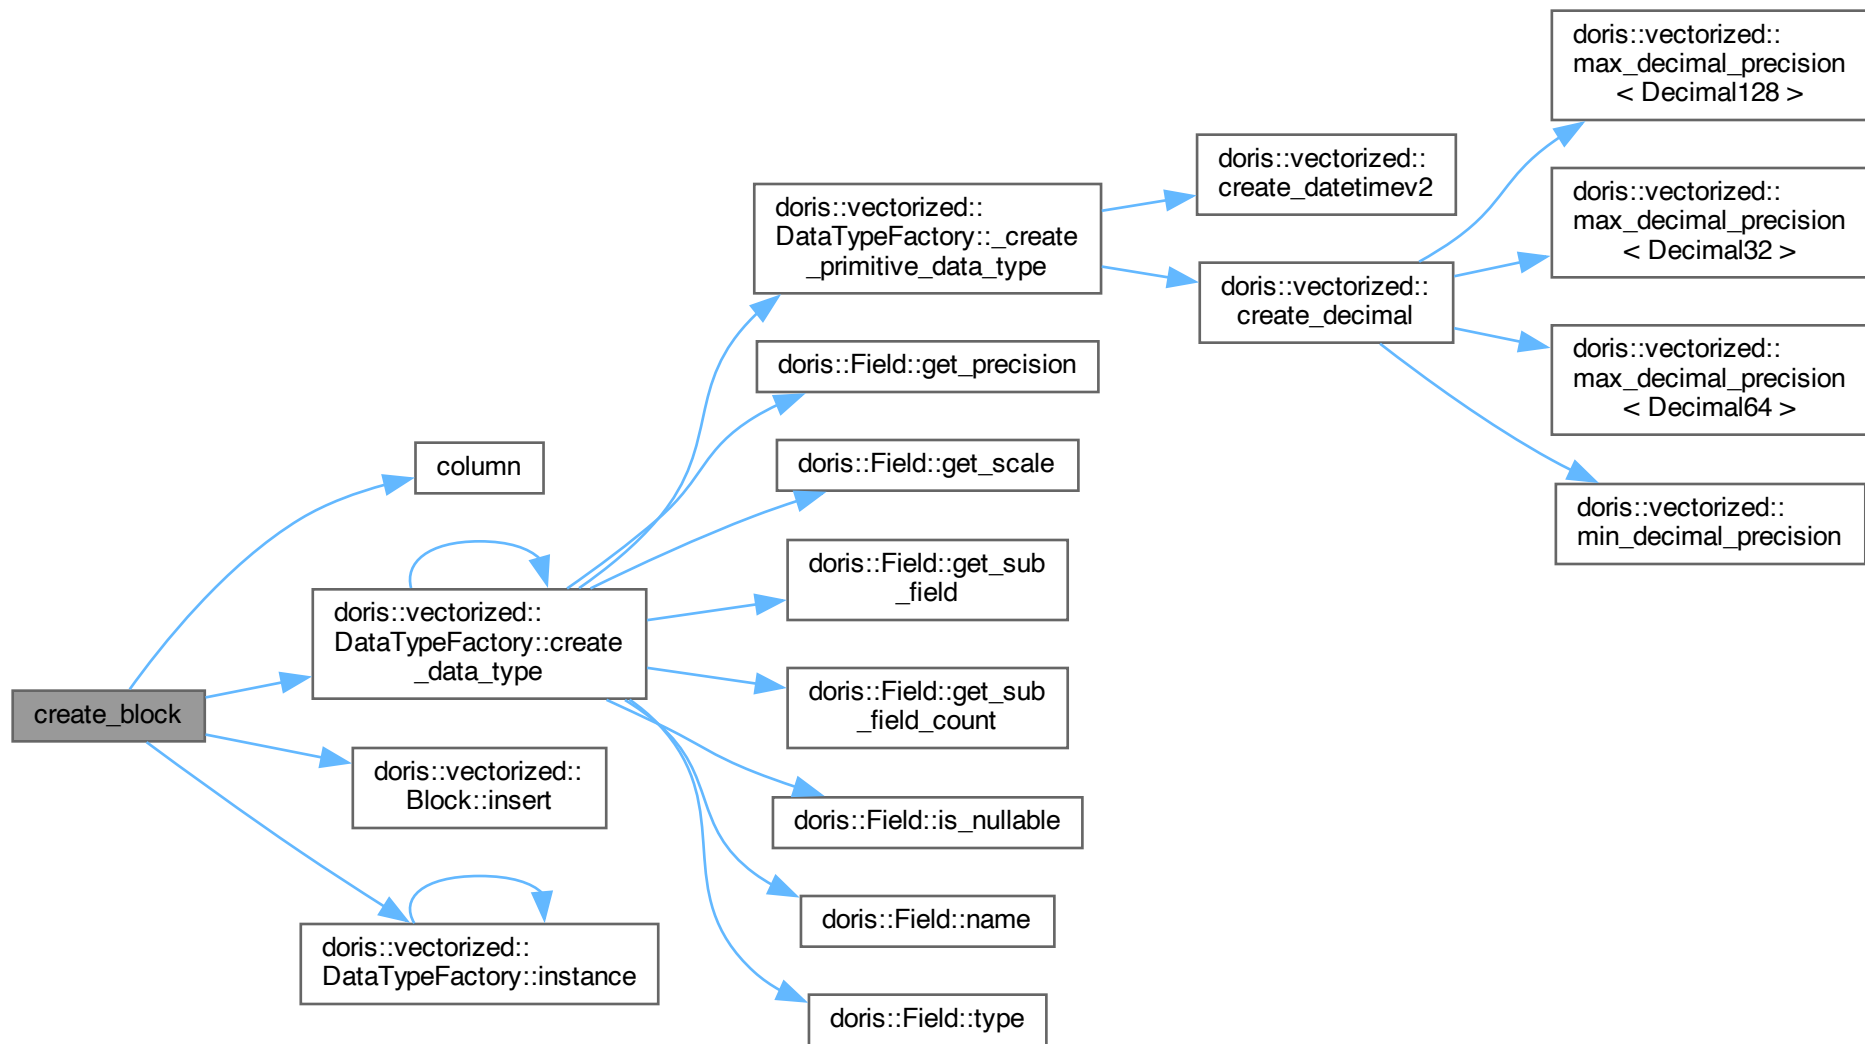 create_block
column
doris::vectorized::
DataTypeFactory::create
_data_type
doris::vectorized::
Block::insert
doris::vectorized::
DataTypeFactory::instance
doris::vectorized::
DataTypeFactory::_create
_primitive_data_type
doris::Field::get_precision
doris::Field::get_scale
doris::Field::get_sub
_field
doris::Field::get_sub
_field_count
doris::Field::is_nullable
doris::Field::name
doris::Field::type
doris::vectorized::
create_datetimev2
doris::vectorized::
create_decimal
doris::vectorized::
max_decimal_precision
< Decimal128 >
doris::vectorized::
max_decimal_precision
< Decimal32 >
doris::vectorized::
max_decimal_precision
< Decimal64 >
doris::vectorized::
min_decimal_precision